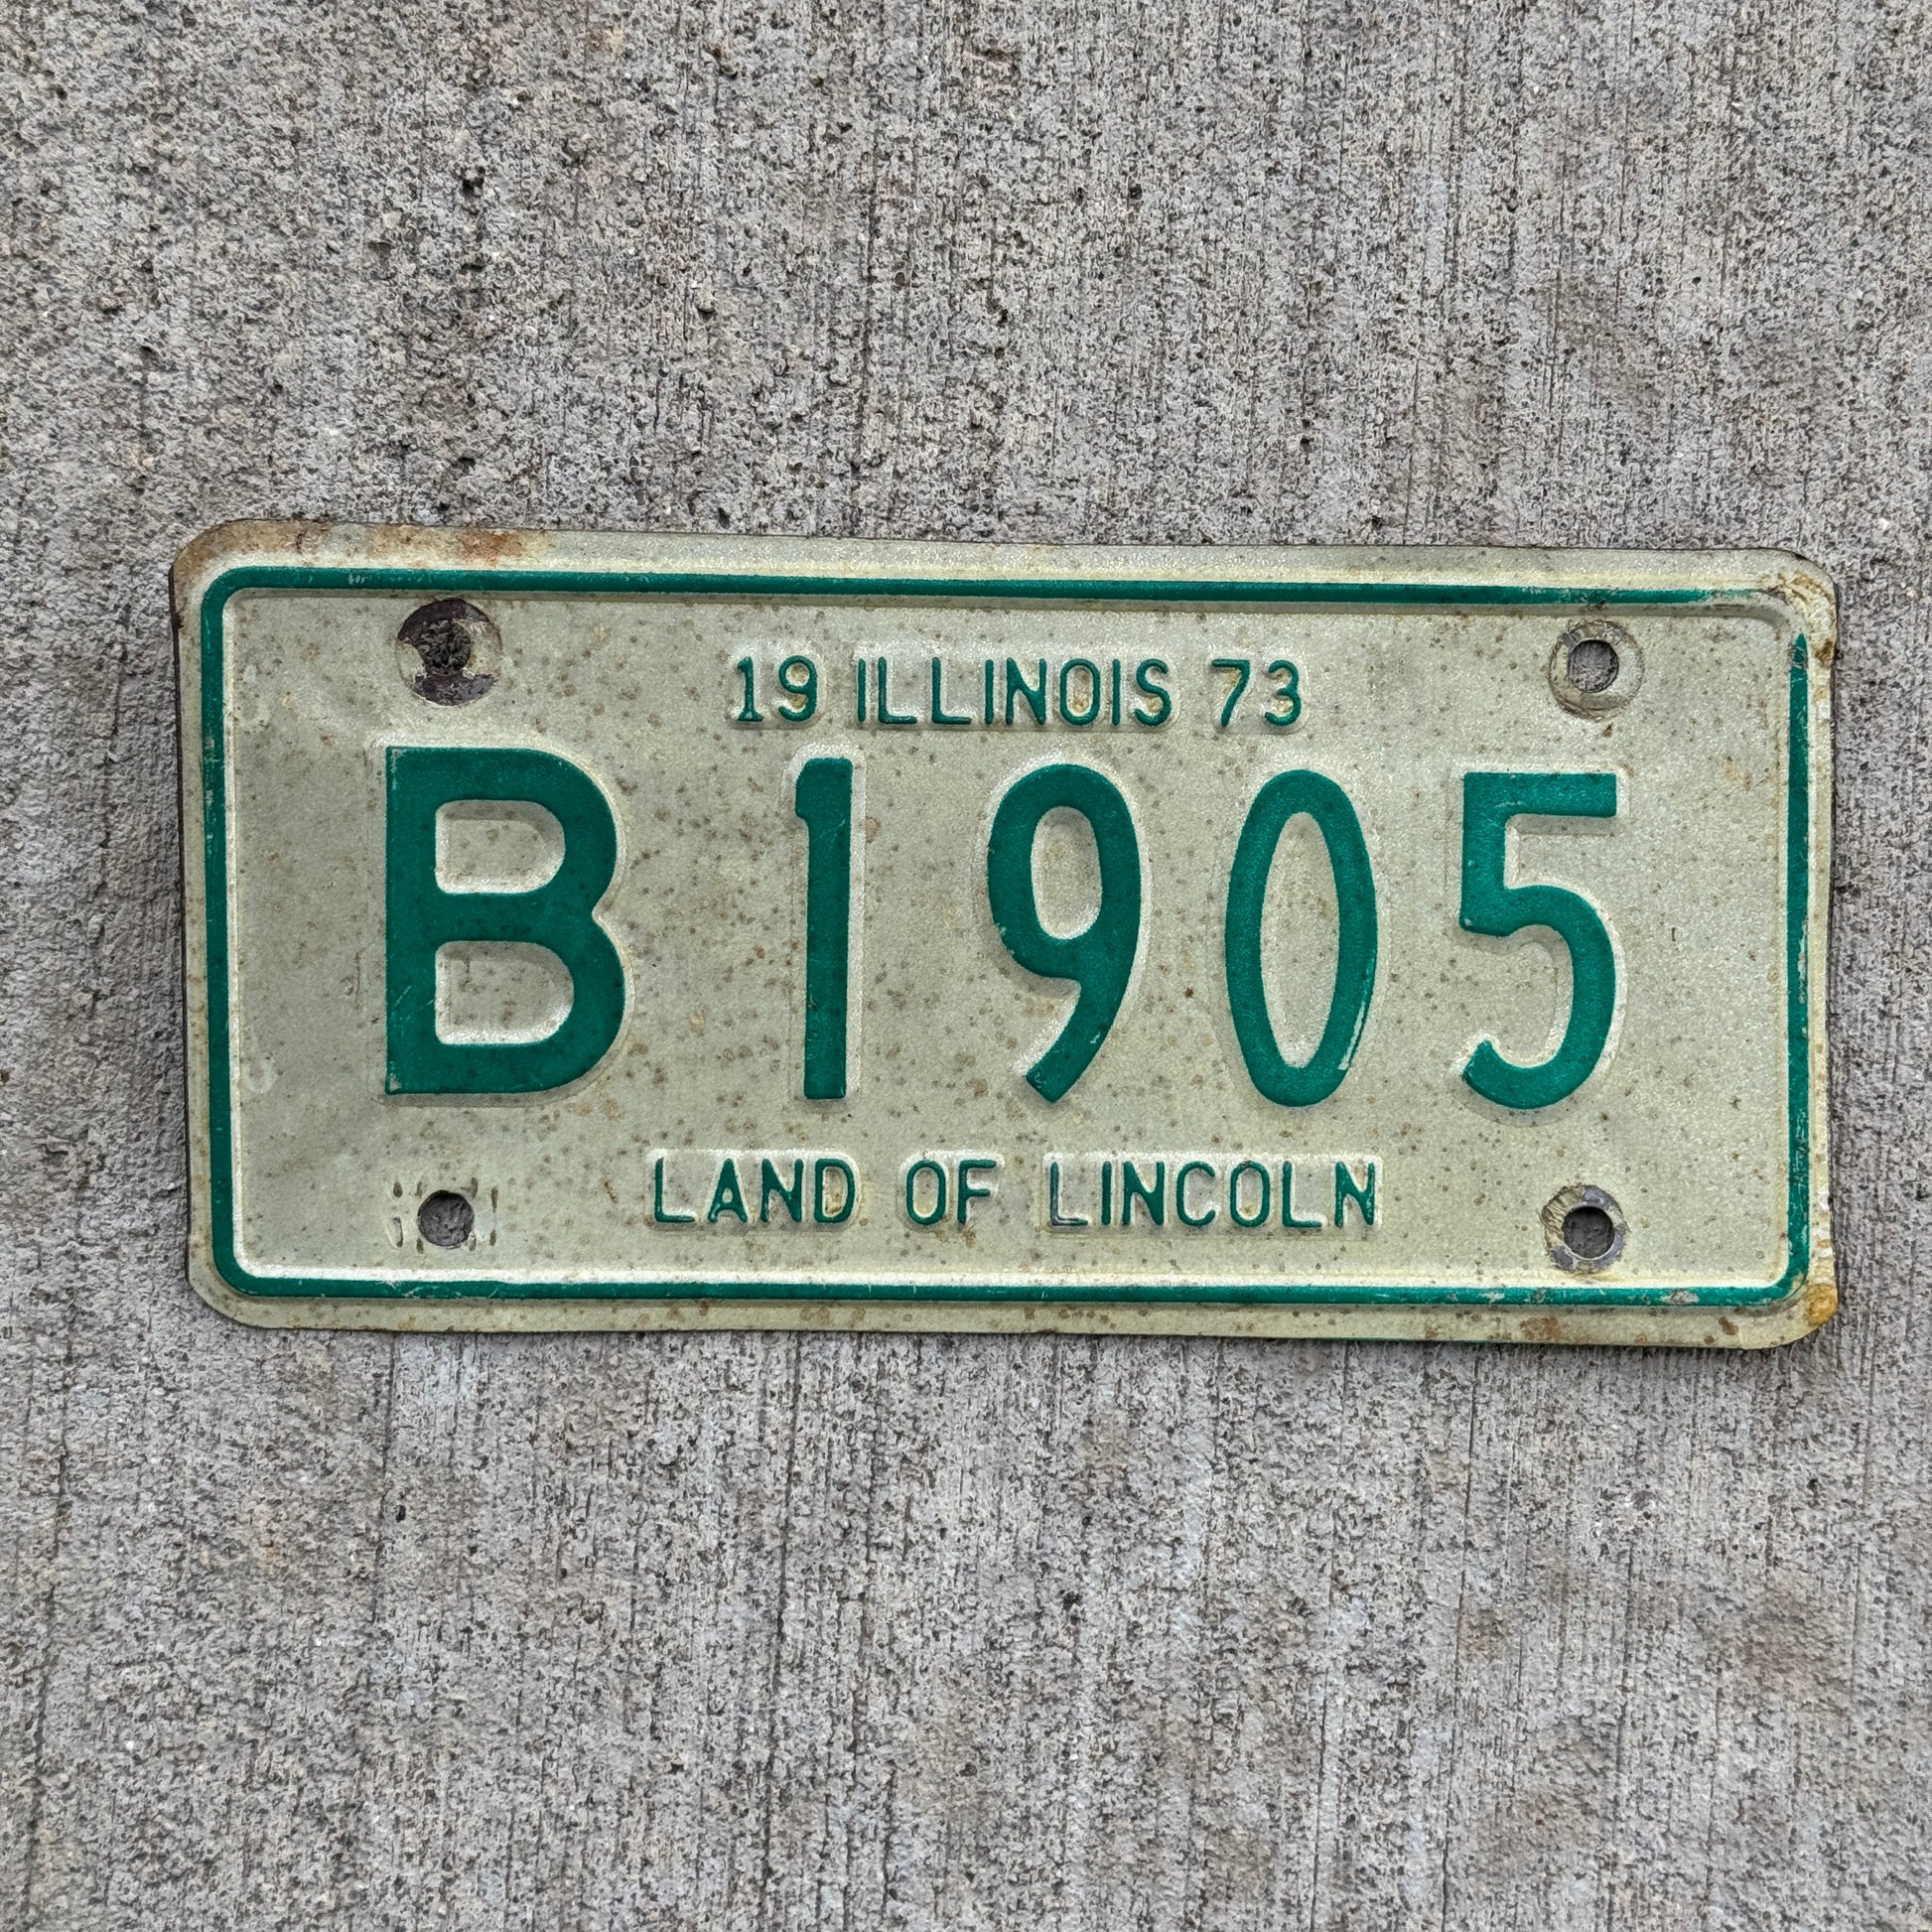 19 ILLINOIS 73
B 1905
LAND OF LINCOLN